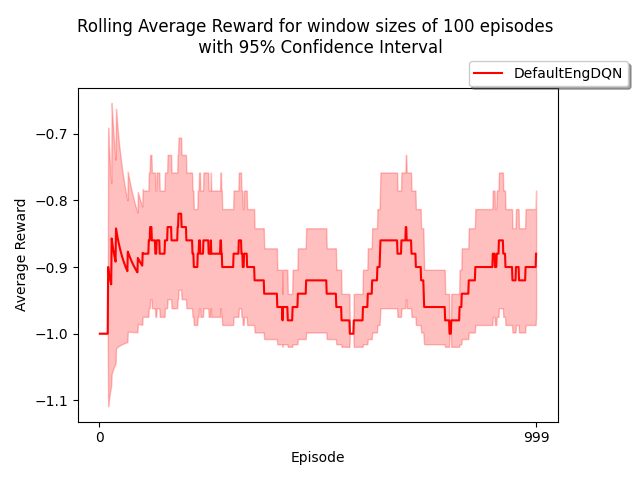 Rolling Average Reward for window sizes of 100 episodes
with 95% Confidence Interval
DefaultEngDQN
−0.7
−0.8
−0.9
−1.0
−1.1
Average Reward
0
999
Episode